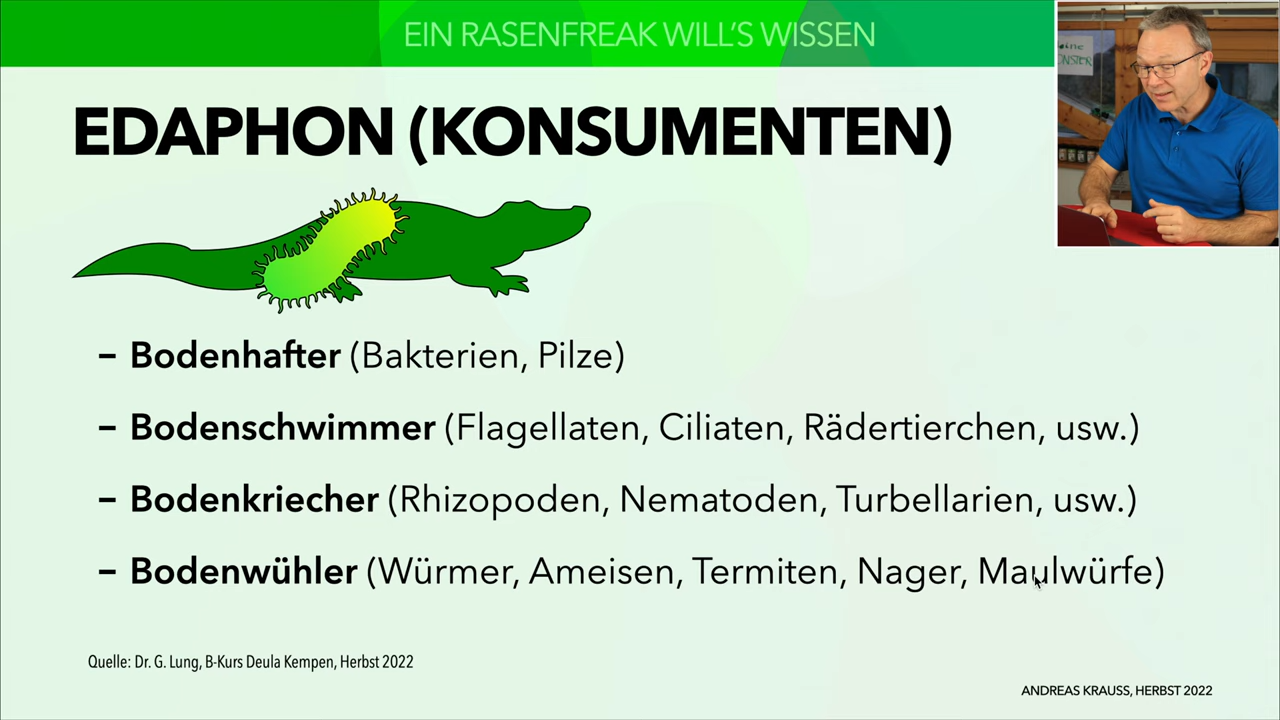 EIN RASENFREAK WILL'S WISSEN
EDAPHON (KONSUMENTEN)
– Bodenhafter (Bakterien, Pilze)
– Bodenschwimmer (Flagellaten, Ciliaten, Rädertierchen, usw.)
– Bodenkriecher (Rhizopoden, Nematoden, Turbellarien, usw.)
– Bodenwühler (Würmer, Ameisen, Termiten, Nager, Maulwürfe)
Quelle: Dr. G. Lung, B-Kurs Deula Kempen, Herbst 2022
ANDREAS KRAUSS, HERBST 2022